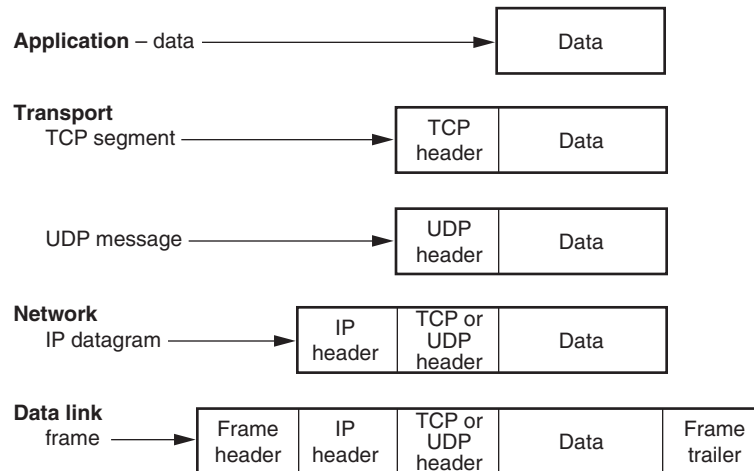 Application – data
Data
Transport
TCP segment
TCP
header
Data
UDP message
UDP
header
Data
Network
IP datagram
IP
header
TCP or
UDP
header
Data
Data link
frame
Frame
header
IP
header
TCP or
UDP
header
Data
Frame
trailer